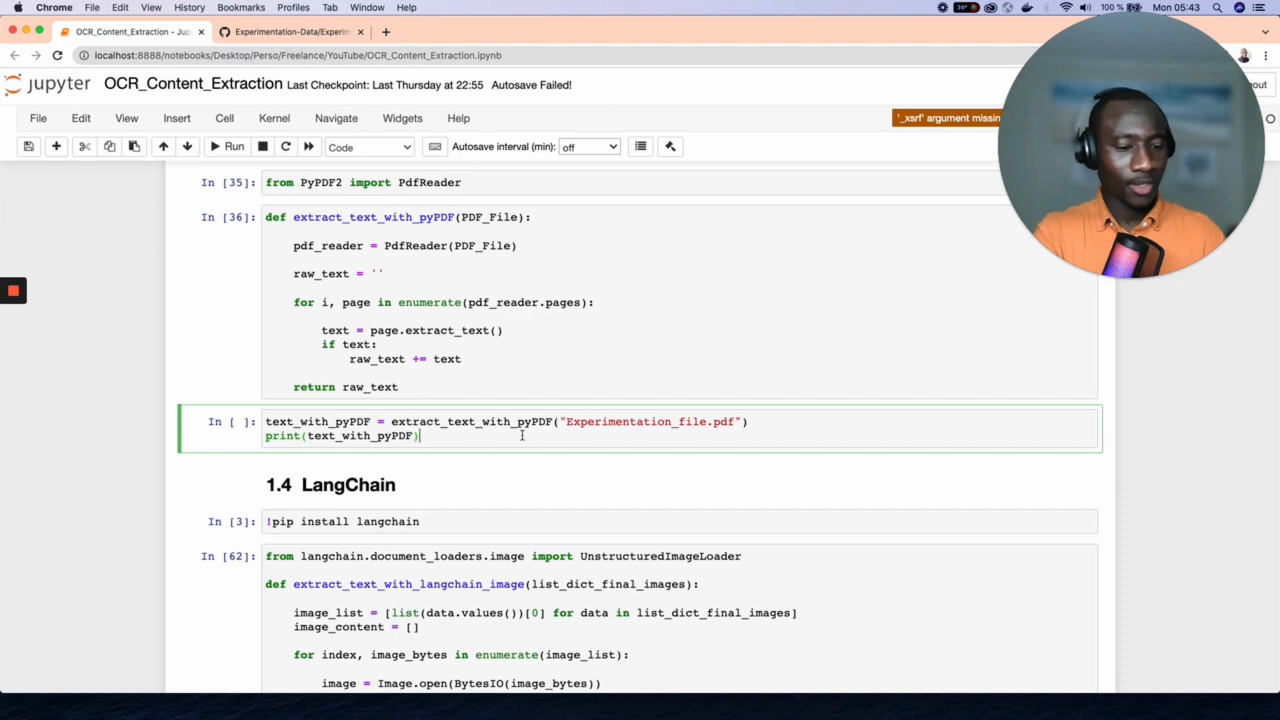 Chrome File Edit View History Bookmarks Profiles Tab Window Help 39° 100 % Mon 05:43
OCR_Content_Extraction - Jup Experimentation-Data/Experim
localhost:8888/notebooks/Desktop/Perso/Freelance/YouTube/OCR_Content_Extraction.ipynb
jupyter OCR_Content_Extraction Last Checkpoint: Last Thursday at 22:55 Autosave Failed! out
File Edit View Insert Cell Kernel Navigate Widgets Help '_xsrf' argument missin
Run Code Autosave interval (min): off
In [35]: from PyPDF2 import PdfReader
In [36]: def extract_text_with_pyPDF(PDF_File):
pdf_reader = PdfReader(PDF_File)
raw_text = ''
for i, page in enumerate(pdf_reader.pages):
text = page.extract_text()
if text:
raw_text += text
return raw_text
In [ ]: text_with_pyPDF = extract_text_with_pyPDF("Experimentation_file.pdf")
print(text_with_pyPDF)
1.4 LangChain
In [3]: !pip install langchain
In [62]: from langchain.document_loaders.image import UnstructuredImageLoader
def extract_text_with_langchain_image(list_dict_final_images):
image_list = [list(data.values())[0] for data in list_dict_final_images]
image_content = []
for index, image_bytes in enumerate(image_list):
image = Image.open(BytesIO(image_bytes))